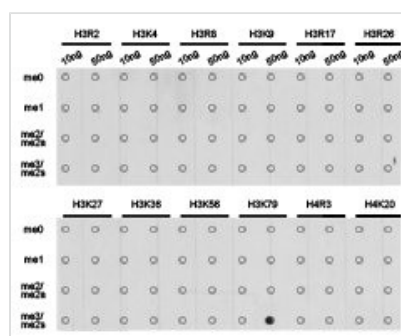 H3R2 H3K4 H3R8 H3K9 H3R17 H3R26
10ng 50ng 10ng 50ng 10ng 50ng 10ng 50ng 10ng 50ng 10ng 50ng
me0
me1
me2/
me2a
me3/
me2s
H3K27 H3K36 H3K56 H3K79 H4R3 H4K20
me0
me1
me2/
me2a
me3/
me2s